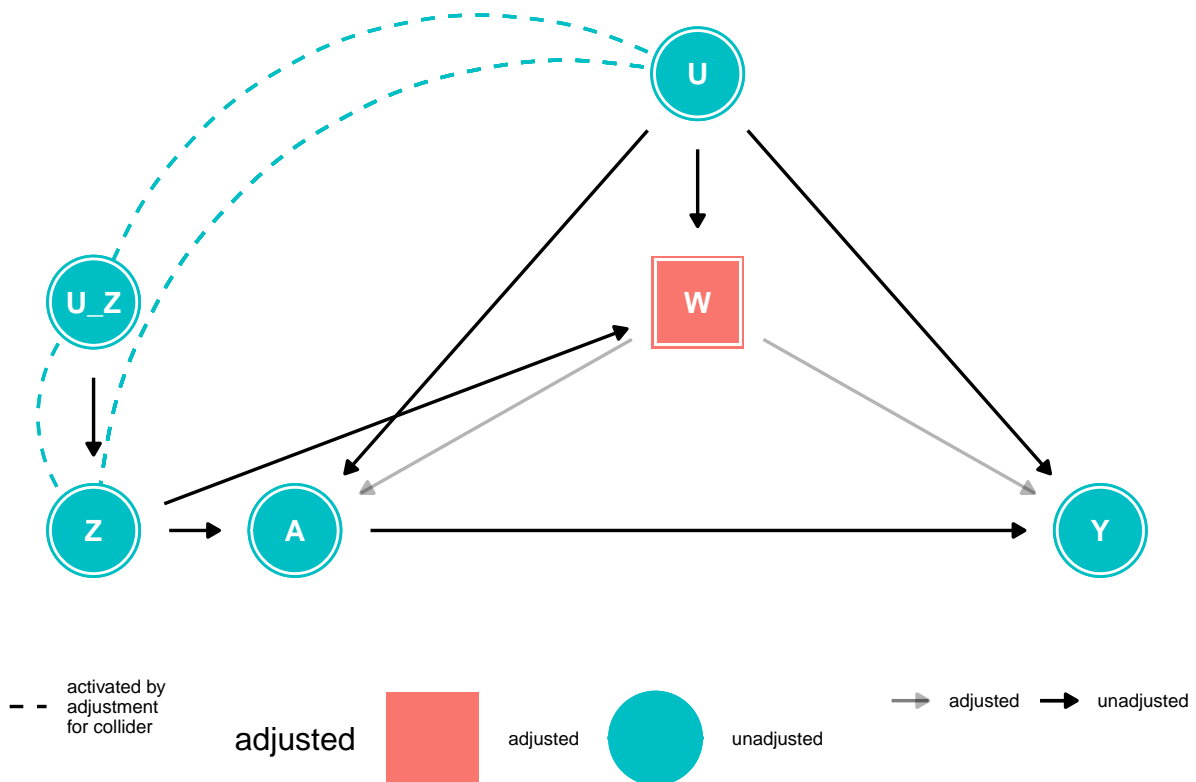 U
W
U_Z
Z
A
Y
activated by
adjustment
for collider
adjusted
adjusted
unadjusted
adjusted
unadjusted